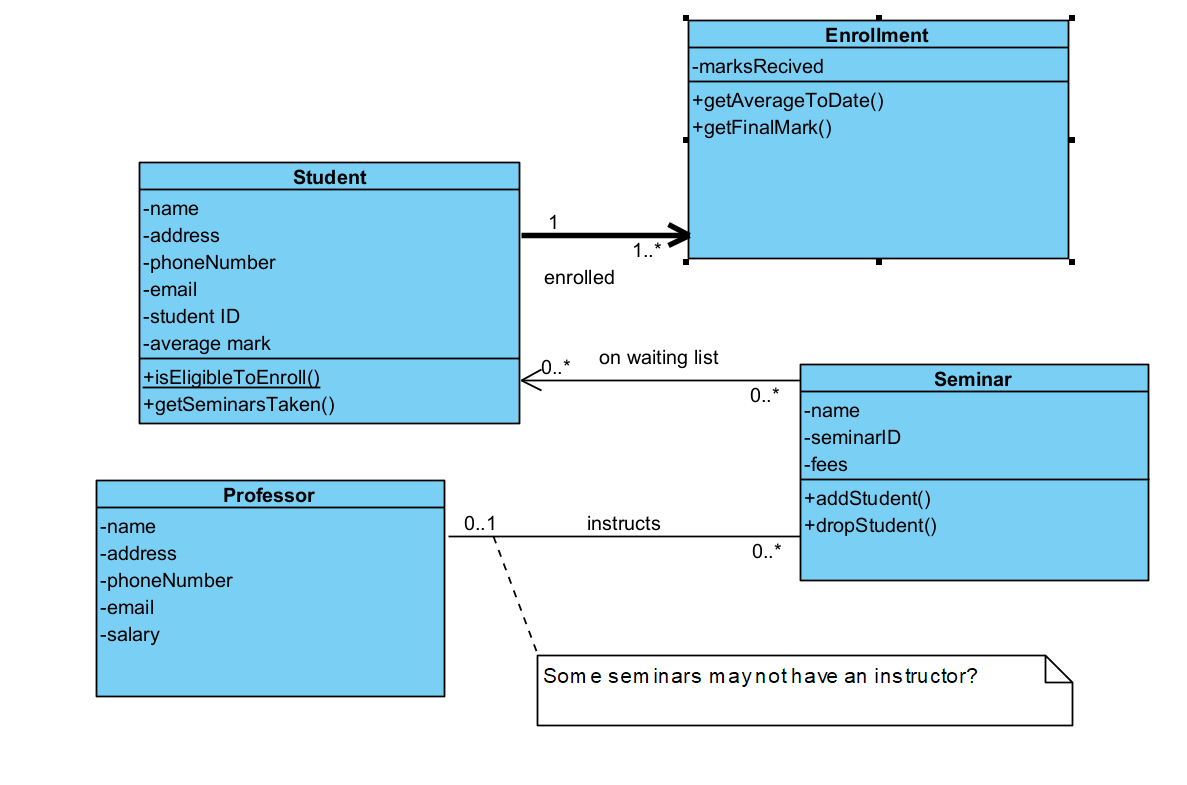 Enrollment
-marksRecived
+getAverageToDate()
+getFinalMark()
Student
-name
-address
-phoneNumber
-email
-student ID
-average mark
+isEligibleToEnroll()
+getSeminarsTaken()
1
1..*
enrolled
0..*
on waiting list
0..*
Seminar
-name
-seminarID
-fees
+addStudent()
+dropStudent()
Professor
-name
-address
-phoneNumber
-email
-salary
0..1
instructs
0..*
Some seminars may not have an instructor?